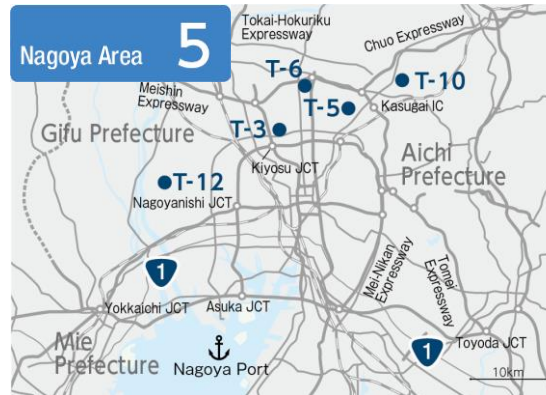 Nagoya Area 5
Tokai-Hokuriku
Expressway
Chuo Expressway
T-6
T-10
Meishin
Expressway
T-5
Kasugai IC
Gifu Prefecture
T-3
Kiyosu JCT
Aichi
Prefecture
T-12
Nagoyanishi JCT
Mei-Nikan
Expressway
Tomei
Expressway
1
Yokkaichi JCT
Asuka JCT
Mie
Prefecture
Nagoya Port
1
Toyoda JCT
10km